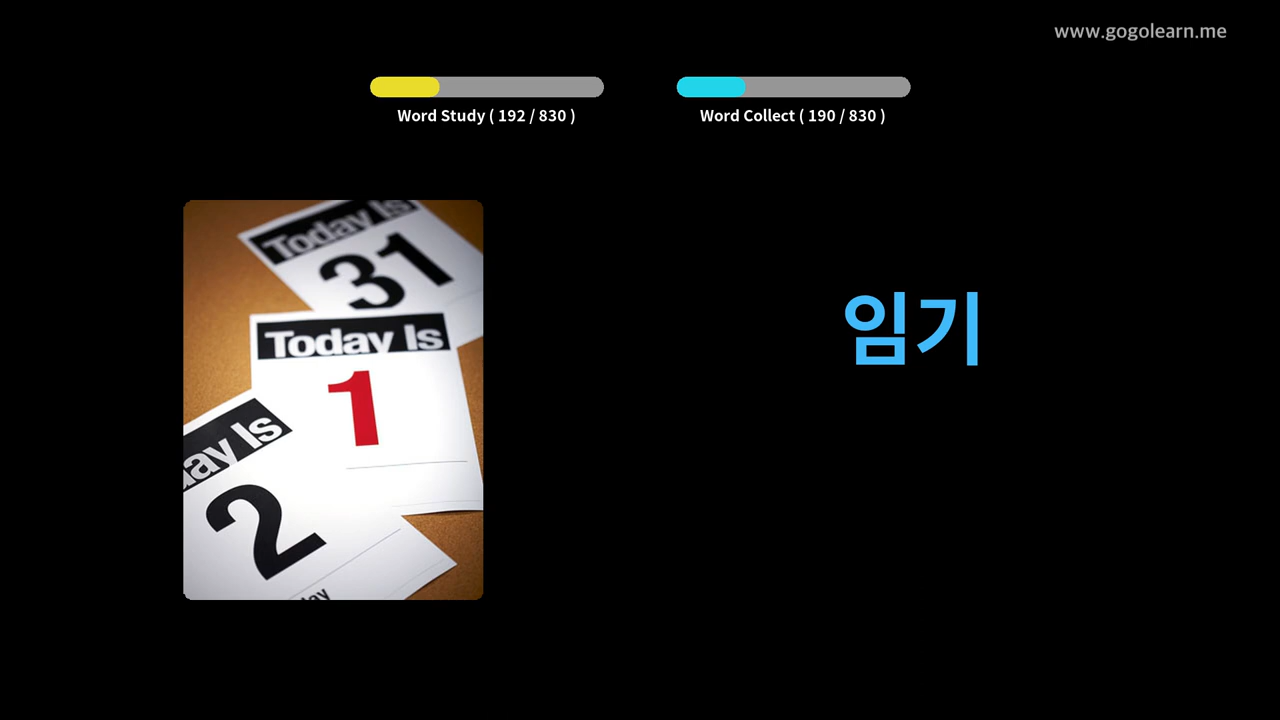 www.gogolearn.me
Word Study ( 192 / 830 )
Word Collect ( 190 / 830 )
Today Is
31
Today Is
1
ay Is
2
day
임기